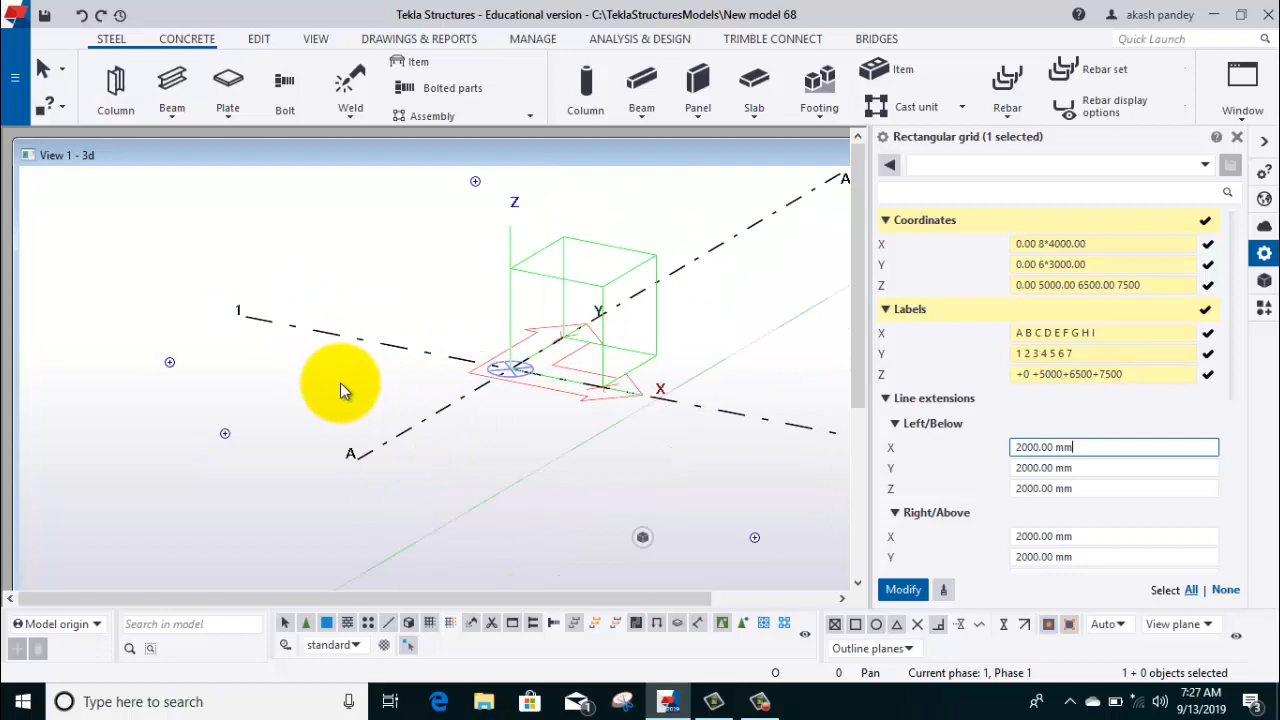 Tekla Structures - Educational version - C:\TeklaStructuresModels\New model 68
akash pandey
STEEL CONCRETE EDIT VIEW DRAWINGS & REPORTS MANAGE ANALYSIS & DESIGN TRIMBLE CONNECT BRIDGES
Quick Launch
Column
Beam
Plate
Bolt
Weld
Item
Bolted parts
Assembly
Column
Beam
Panel
Slab
Footing
Item
Cast unit
Rebar
Rebar set
Rebar display
options
Window
View 1 - 3d
Z
A
1
Y
X
A
Rectangular grid (1 selected)
Coordinates
X 0.00 8*4000.00
Y 0.00 6*3000.00
Z 0.00 5000.00 6500.00 7500
Labels
X A B C D E F G H I
Y 1 2 3 4 5 6 7
Z +0 +5000+6500+7500
Line extensions
Left/Below
X 2000.00 mm
Y 2000.00 mm
Z 2000.00 mm
Right/Above
X 2000.00 mm
Y 2000.00 mm
Modify
Select All | None
Model origin
Search in model
standard
Auto
View plane
Outline planes
O 0 Pan Current phase: 1, Phase 1 1 + 0 objects selected
Type here to search
1
2019
7:27 AM
9/13/2019
3